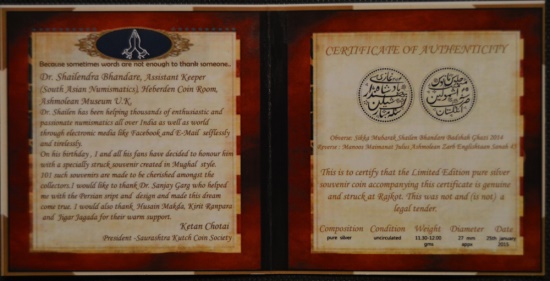 Because sometimes words are not enough to thank someone..
Dr. Shailendra Bhandare, Assistant Keeper
(South Asian Numismatics), Heberden Coin Room,
Ashmolean Museum U.K.
Dr. Shailen has been helping thousands of enthusiastic and
passionate numismatics all over India as well as world
through electronic media like Facebook and E-Mail selflessly
and tirelessly.
On his birthday , I and all his fans have decided to honour him
with a specially struck souvenir created in Mughal style.
101 such souvenirs are to be cherished amongst the
collectors.I would like to thank Dr. Sanjay Garg who helped
me with the Persian snps and design and made this dream
come true. I would also thank Husain Makda, Kirit Ranpara
and Jigar Jagada for their warm support.
Ketan Chotai
President -Saurashtra Kutch Coin Society
CERTIFICATE OF AUTHENTICITY
Obverse: Sikka Mubarak Shailen Bhandare Badshah Ghazi 2016
Reverse : Manus Maimanat Julus Ashmolean Zarb Englishtaan Sanah 45
This is to certify that the Limited Edition pure silver
souvenir coin accompanying this certificate is genuine
and struck at Rajkot. This was not and (is not) a
legal tender.
Composition Condition Weight Diameter Date
pure silver uncirculated 11.30-12.00 27 mm 25th january
gms appx